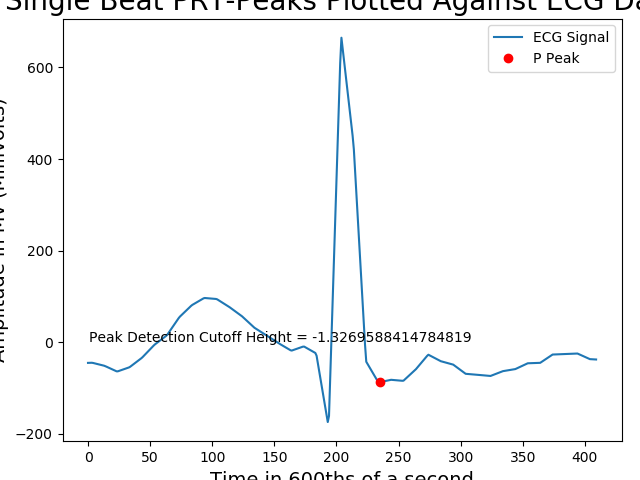 Single Beat PRT-Peaks Plotted Against ECG
ECG Signal
P Peak
600
400
200
0
−200
Amplitude in MV (Millivolts)
Peak Detection Cutoff Height = -1.3269588414784819
0 50 100 150 200 250 300 350 400
Time in 600ths of a second